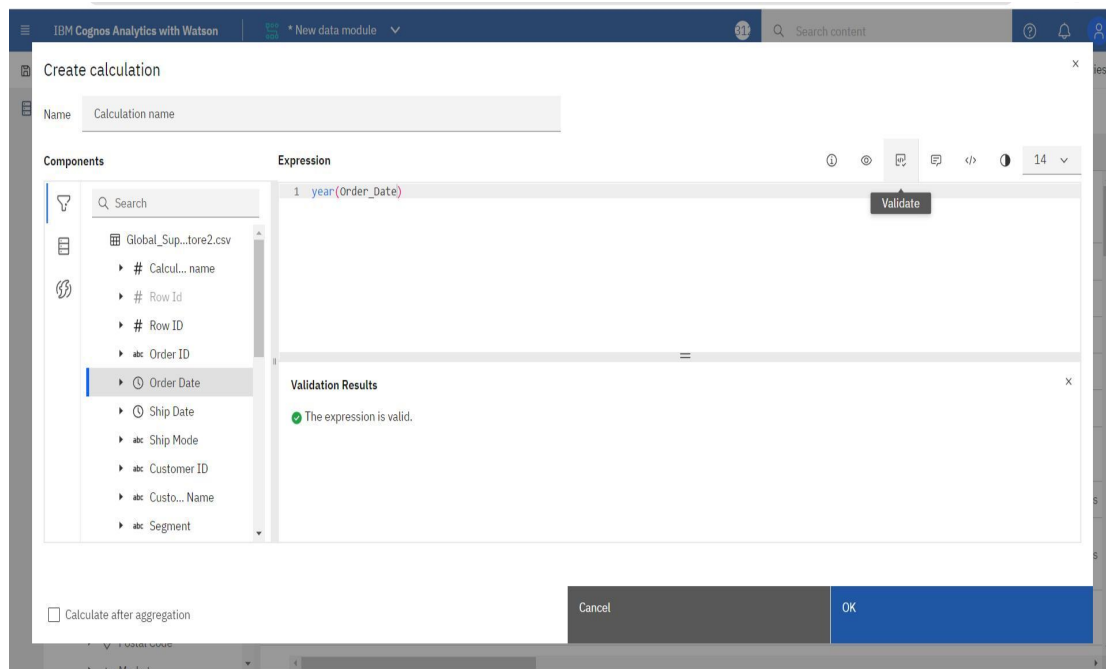 IBM Cognos Analytics with Watson
* New data module
Search content
Create calculation
Name
Calculation name
Components
Expression
14
Search
1 year(Order_Date)
Validate
Global_Sup...tore2.csv
# Calcul... name
# Row Id
# Row ID
abc Order ID
Order Date
Ship Date
abc Ship Mode
abc Customer ID
abc Custo... Name
abc Segment
Validation Results
The expression is valid.
Calculate after aggregation
Cancel
OK